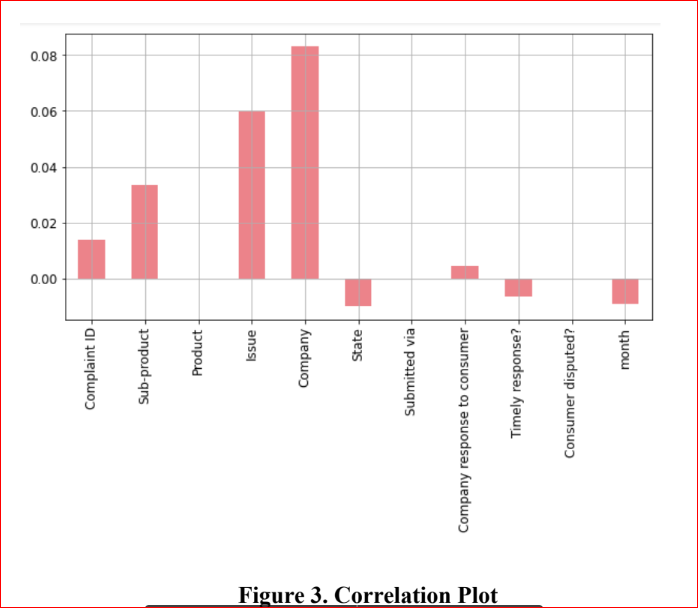 0.08
0.06
0.04
0.02
0.00
Complaint ID
Sub-product
Product
Issue
Company
State
Submitted via
Company response to consumer
Timely response?
Consumer disputed?
month
Figure 3. Correlation Plot